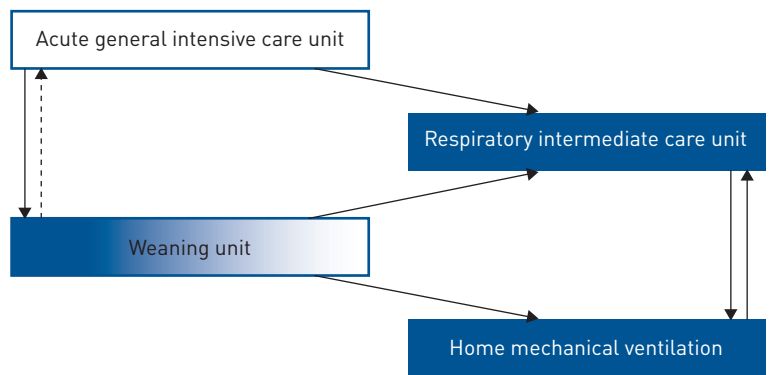 Acute general intensive care unit
Respiratory intermediate care unit
Weaning unit
Home mechanical ventilation